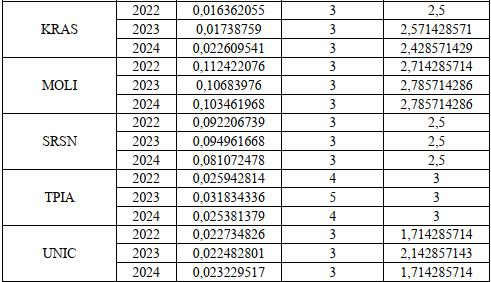 2022 0,016362055 3 2,5
KRAS 2023 0,01738759 3 2,571428571
2024 0,022609541 3 2,428571429
2022 0,112422076 3 2,714285714
MOLI 2023 0,10683976 3 2,785714286
2024 0,103461968 3 2,785714286
2022 0,092206739 3 2,5
SRSN 2023 0,094961668 3 2,5
2024 0,081072478 3 2,5
2022 0,025942814 4 3
TPIA 2023 0,031834336 5 3
2024 0,025381379 4 3
2022 0,022734826 3 1,714285714
UNIC 2023 0,022482801 3 2,142857143
2024 0,023229517 3 1,714285714